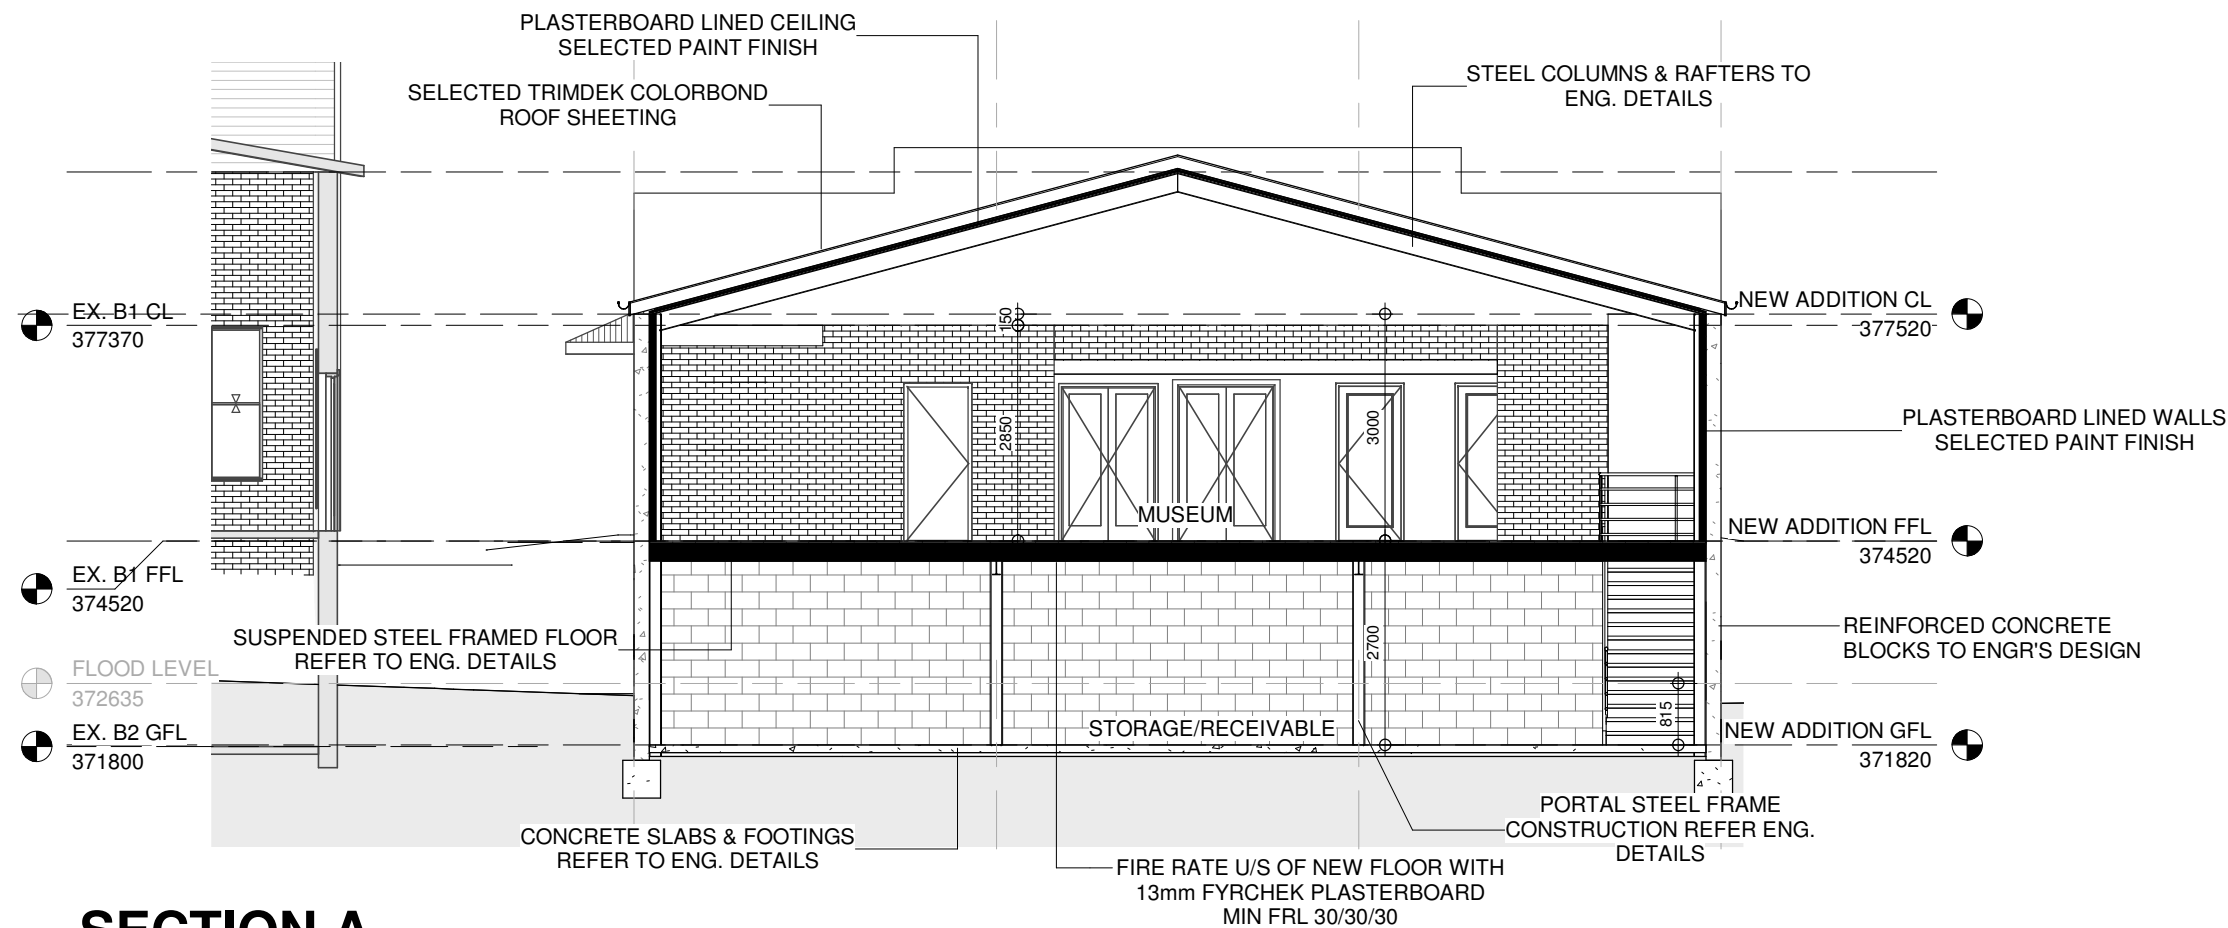 PLASTERBOARD LINED CEILING
SELECTED PAINT FINISH
SELECTED TRIMDEK COLORBOND
ROOF SHEETING
STEEL COLUMNS & RAFTERS TO
ENG. DETAILS
EX. B1 CL
377370
150
NEW ADDITION CL
377520
2850
3000
PLASTERBOARD LINED WALLS
SELECTED PAINT FINISH
MUSEUM
NEW ADDITION FFL
374520
EX. B1 FFL
374520
SUSPENDED STEEL FRAMED FLOOR
REFER TO ENG. DETAILS
2700
REINFORCED CONCRETE
BLOCKS TO ENGR'S DESIGN
FLOOD LEVEL
372635
EX. B2 GFL
371800
STORAGE/RECEIVABLE
815
NEW ADDITION GFL
371820
CONCRETE SLABS & FOOTINGS
REFER TO ENG. DETAILS
PORTAL STEEL FRAME
CONSTRUCTION REFER ENG.
DETAILS
FIRE RATE U/S OF NEW FLOOR WITH
13mm FYRCHEK PLASTERBOARD
MIN FRL 30/30/30
SECTION A